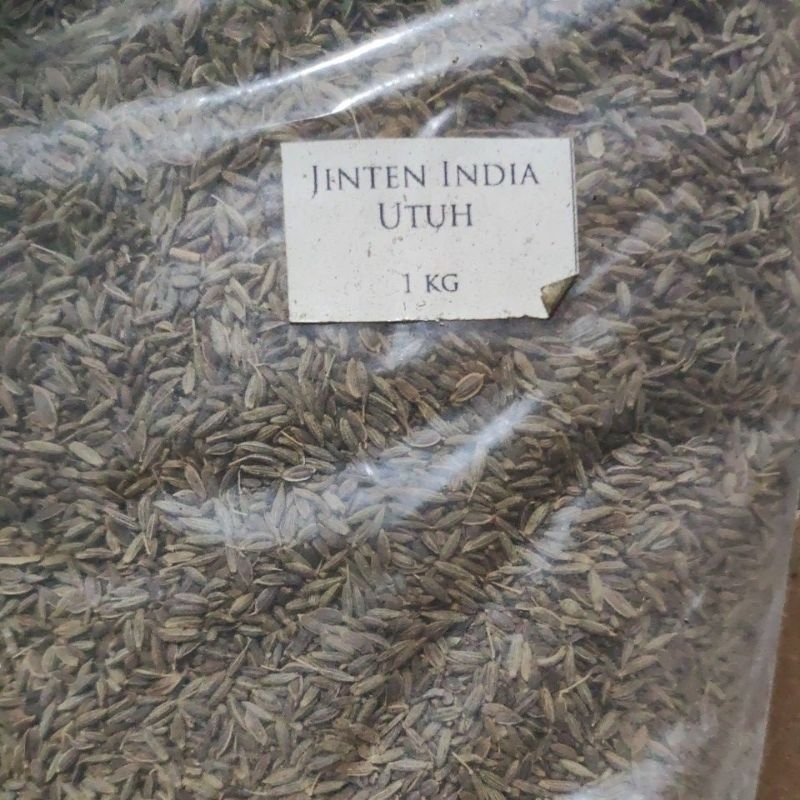 JINTEN INDIA
UTUH
1 KG